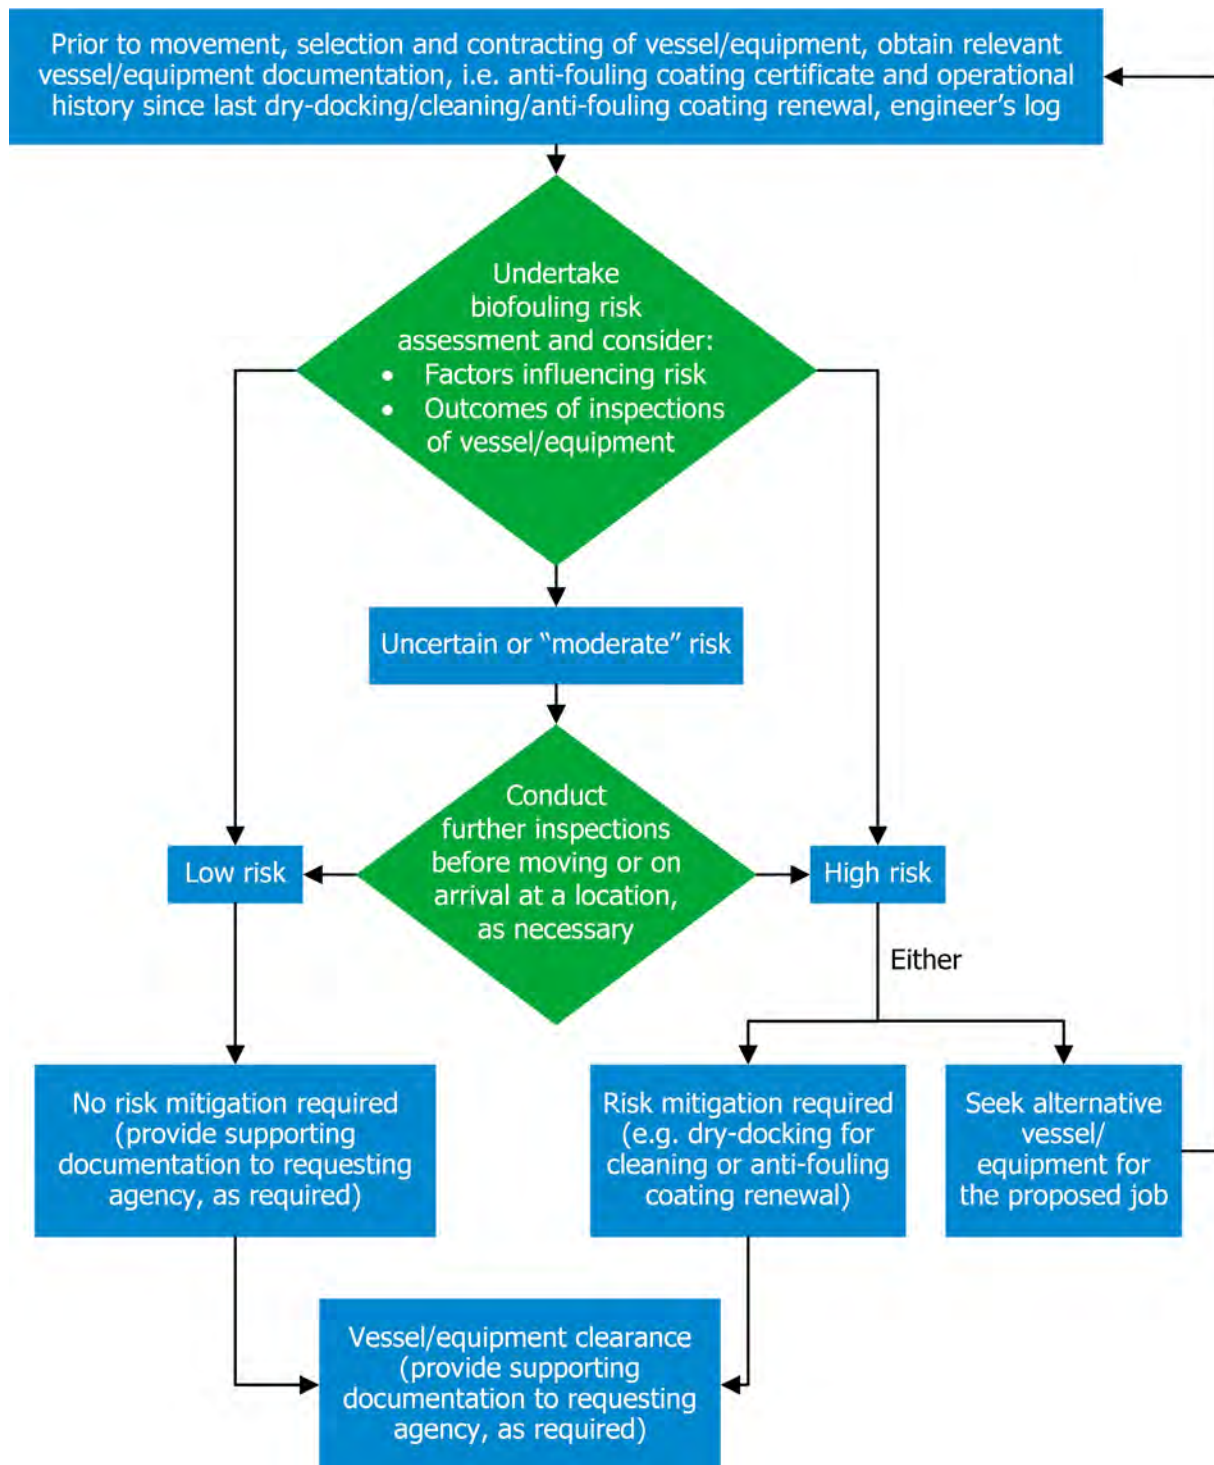 Prior to movement, selection and contracting of vessel/equipment, obtain relevant
vessel/equipment documentation, i.e. anti-fouling coating certificate and operational
history since last dry-docking/cleaning/anti-fouling coating renewal, engineer’s log
Undertake
biofouling risk
assessment and consider:
• Factors influencing risk
• Outcomes of inspections
of vessel/equipment
Uncertain or “moderate” risk
Conduct
further inspections
before moving or on
arrival at a location,
as necessary
Low risk
High risk
Either
No risk mitigation required
(provide supporting
documentation to requesting
agency, as required)
Risk mitigation required
(e.g. dry-docking for
cleaning or anti-fouling
coating renewal)
Seek alternative
vessel/
equipment for
the proposed job
Vessel/equipment clearance
(provide supporting
documentation to requesting
agency, as required)